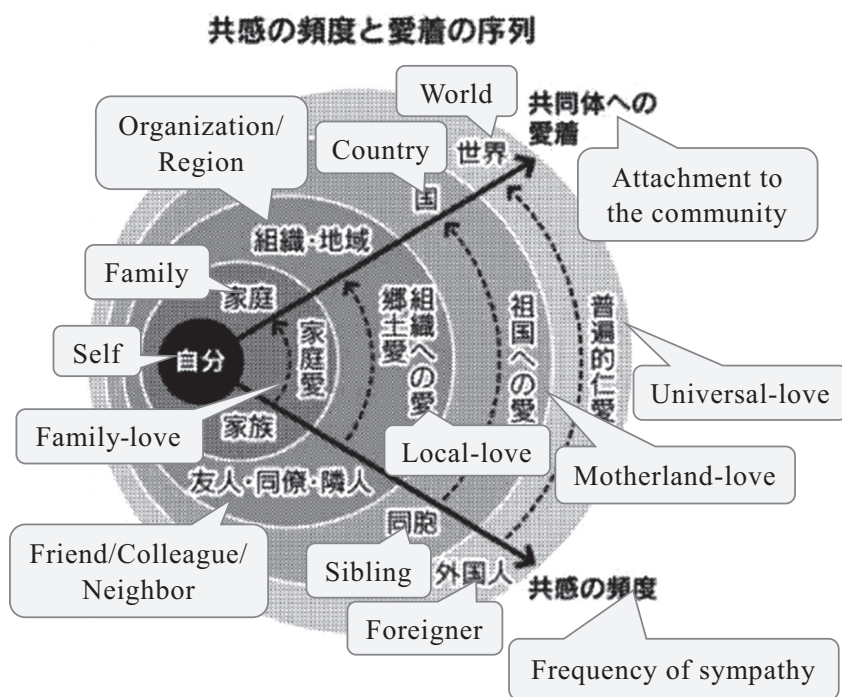 共感の頻度と愛着の序列
World
共同体への
愛着
Organization/
Region
Country
世界
Attachment to
the community
国
組織・地域
Family
家庭
Self
自分
家庭愛
組織への愛
郷土愛
祖国への愛
普遍的仁愛
Universal-love
Family-love
家族
Local-love
Motherland-love
友人・同僚・隣人
同胞
Friend/Colleague/
Neighbor
Sibling
外国人
共感の頻度
Foreigner
Frequency of sympathy